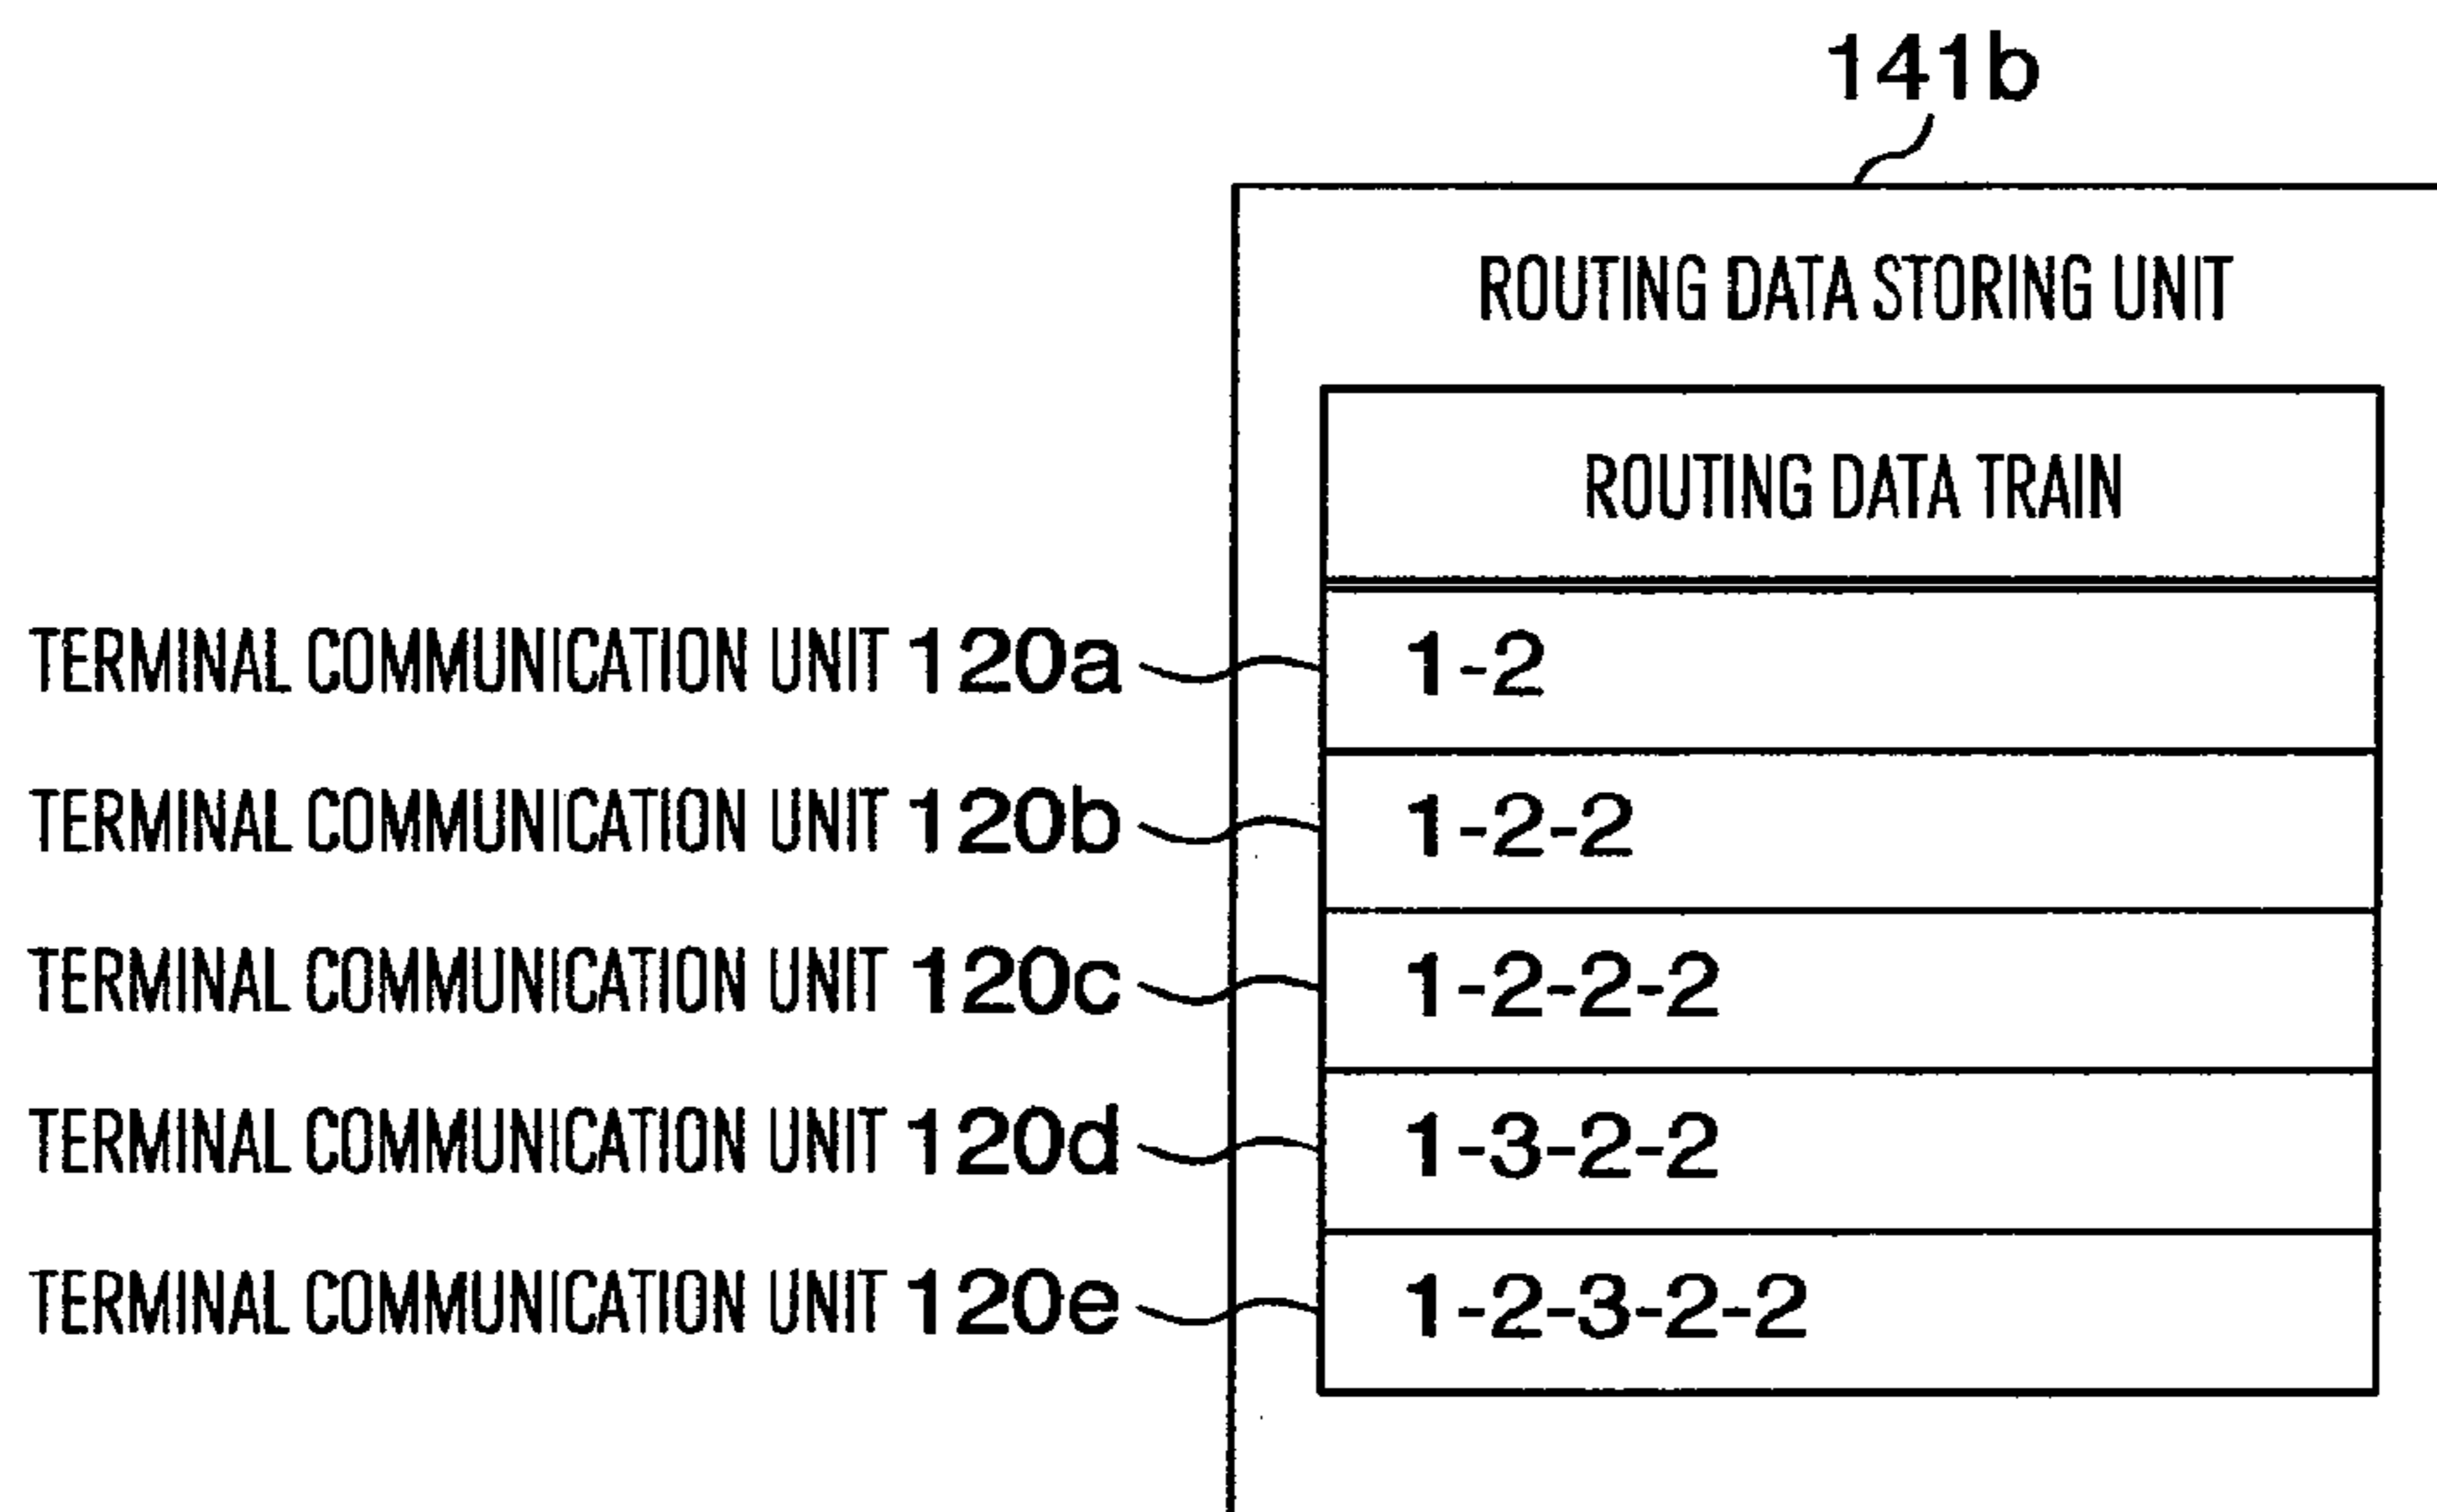 141b
ROUTING DATA STORING UNIT
ROUTING DATA TRAIN
TERMINAL COMMUNICATION UNIT 120a 1-2
TERMINAL COMMUNICATION UNIT 120b 1-2-2
TERMINAL COMMUNICATION UNIT 120c 1-2-2-2
TERMINAL COMMUNICATION UNIT 120d 1-3-2-2
TERMINAL COMMUNICATION UNIT 120e 1-2-3-2-2